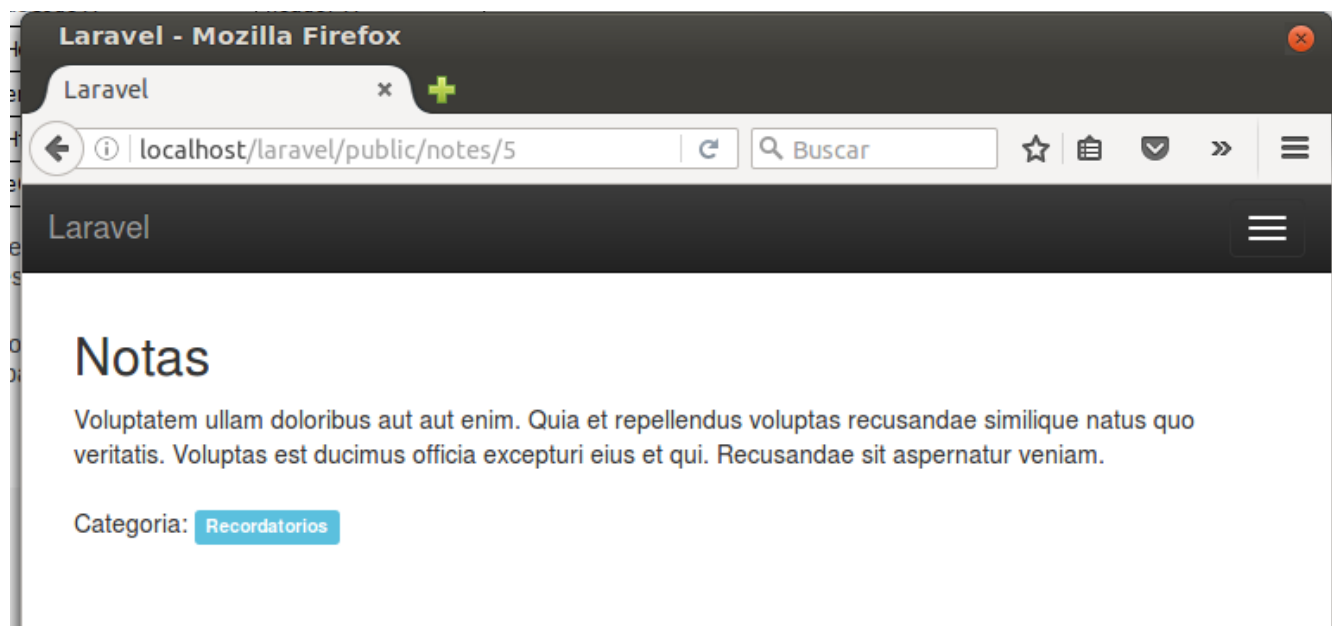 Laravel - Mozilla Firefox
Laravel
localhost/laravel/public/notes/5
Buscar
Laravel
Notas
Voluptatem ullam doloribus aut aut enim. Quia et repellendus voluptas recusandae similique natus quo
veritatis. Voluptas est ducimus officia excepturi eius et qui. Recusandae sit aspernatur veniam.
Categoria: Recordatorios